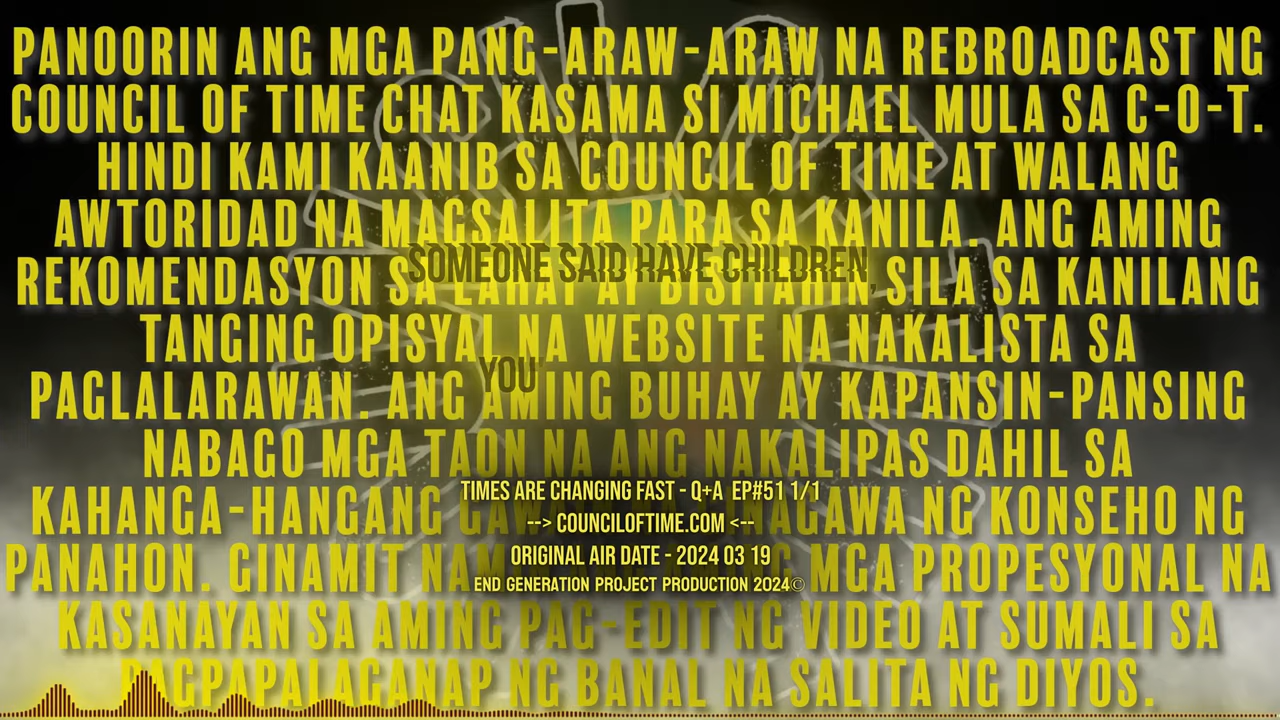 PANOORIN ANG MGA PANG-ARAW-ARAW NA REBROADCAST NG
COUNCIL OF TIME CHAT KASAMA SI MICHAEL MULA SA C-O-T.
HINDI KAMI KAANIB SA COUNCIL OF TIME AT WALANG
AWTORIDAD NA MAGSALITA PARA SA KANILA. ANG AMING
SOMEONE SAID HAVE CHILDREN,
REKOMENDASYON SA LAHAT AY BISITAHIN SILA SA KANILANG
TANGING OPISYAL NA WEBSITE NA NAKALISTA SA
YOU
PAGLALARAWAN. ANG AMING BUHAY AY KAPANSIN-PANSING
NABAGO MGA TAON NA ANG NAKALIPAS DAHIL SA
TIMES ARE CHANGING FAST - Q+A EP#51 1/1
KAHANGA-HANGANG NG KONSEHO NG
--> COUNCILOFTIME.COM <--
ORIGINAL AIR DATE - 2024 03 19
PANAHON. GINAMIT MGA PROPESYONAL NA
END GENERATION PROJECT PRODUCTION 2024©
KASANAYAN SA AMING PAG-EDIT NG VIDEO AT SUMALI SA
PAGPAPALAGANAP NG BANAL NA SALITA NG DIYOS.